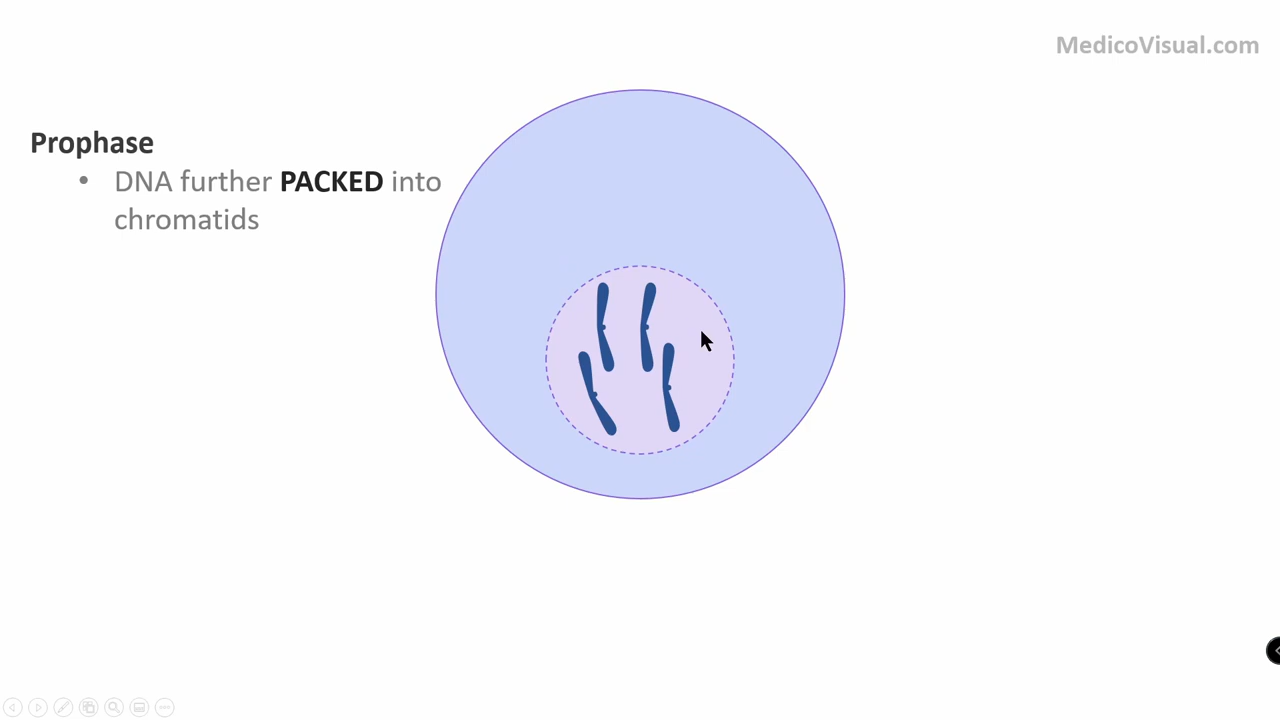 MedicoVisual.com
Prophase
• DNA further PACKED into
chromatids